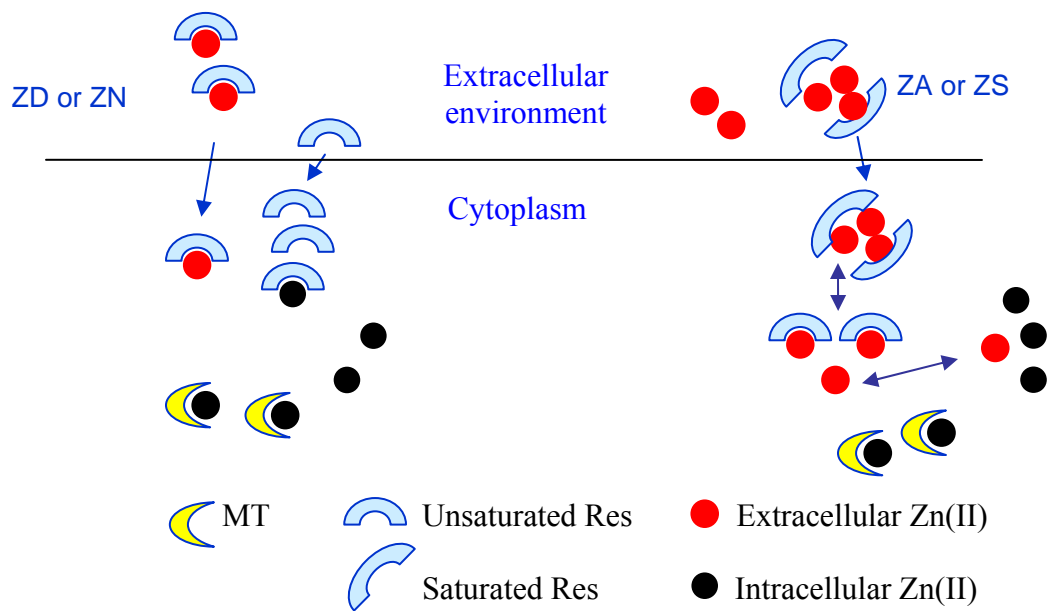 ZD or ZN
Extracellular
environment
ZA or ZS
Cytoplasm
MT
Unsaturated Res
Extracellular Zn(II)
Saturated Res
Intracellular Zn(II)